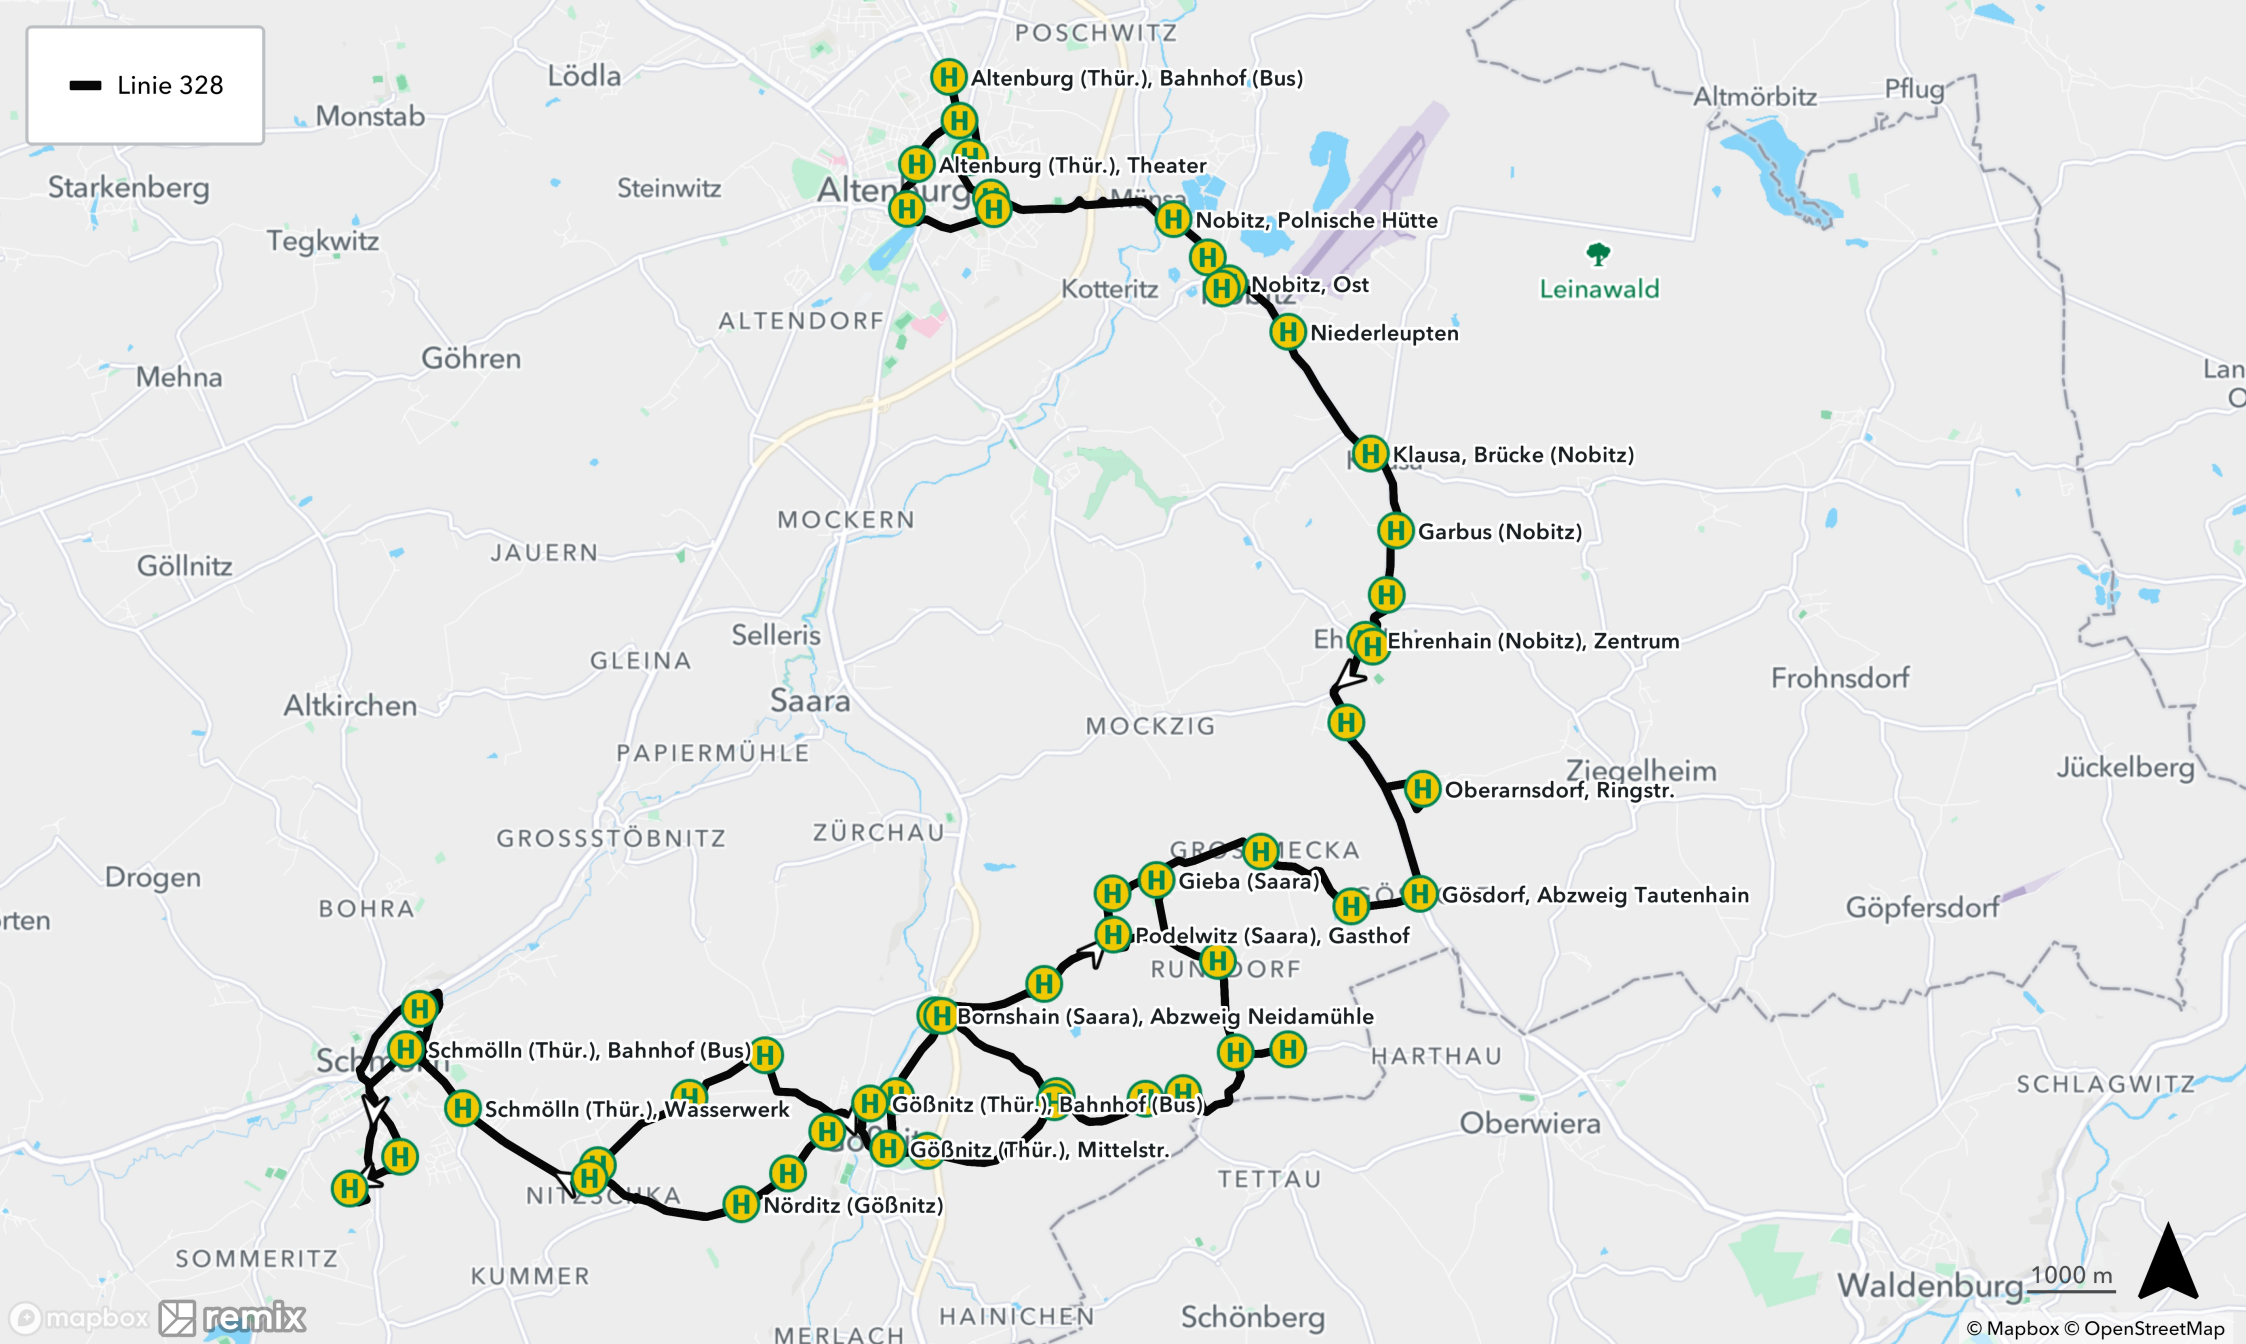 Linie 328
POSCHWITZ
Lödla
Altenburg (Thür.), Bahnhof (Bus)
Monstab
Altmörbitz
Pflug
Starkenberg
Steinwitz
Altenburg (Thür.), Theater
Altenburg
Münsa
Nobitz, Polnische Hütte
Tegkwitz
Kotteritz
Nobitz, Ost
Leinawald
ALTENDORF
Niederleupten
Göhren
Mehna
Lan
O
Klausa, Brücke (Nobitz)
MOCKERN
Garbus (Nobitz)
JAUERN
Göllnitz
Selleris
Ehrenhain (Nobitz), Zentrum
GLEINA
Altkirchen
Saara
Frohnsdorf
MOCKZIG
PAPIERMÜHLE
Ziegelheim
Jückelberg
Oberarnsdorf, Ringstr.
GROSSSTÖBNITZ
ZÜRCHAU
Drogen
Gieba (Saara)
Gösdorf, Abzweig Tautenhain
BOHRA
rten
Göpfersdorf
Podelwitz (Saara), Gasthof
Bornshain (Saara), Abzweig Neidamühle
Schmölln (Thür.), Bahnhof (Bus)
HARTHAU
SCHLAGWITZ
Schmölln (Thür.), Wasserwerk
Gößnitz (Thür.), Bahnhof (Bus)
Oberwiera
Gößnitz (Thür.), Mittelstr.
TETTAU
NITZSCHKA
Nörditz (Gößnitz)
SOMMERITZ
KUMMER
1000 m
Waldenburg
HAINICHEN
Schönberg
MERLACH
mapbox
remix
© Mapbox © OpenStreetMap